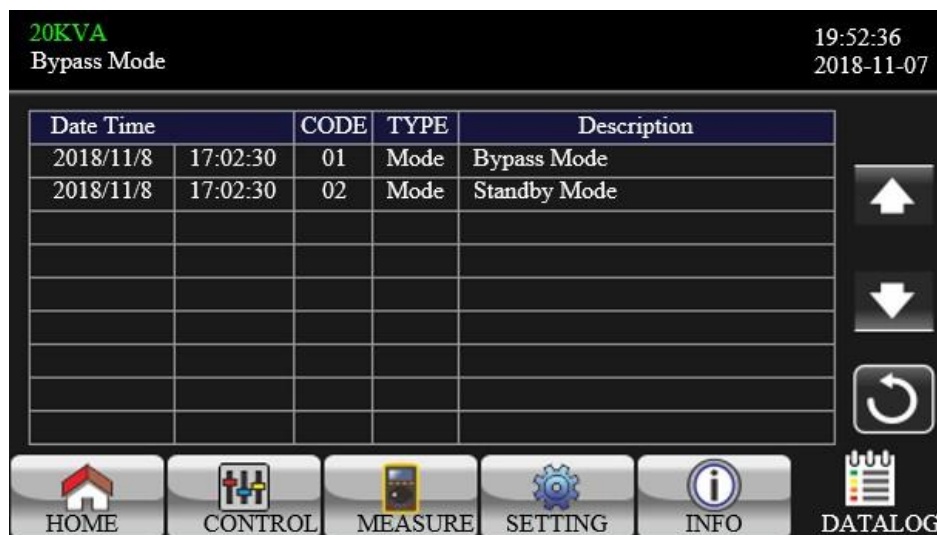 20KVA
Bypass Mode
19:52:36
2018-11-07
Date Time CODE TYPE Description
2018/11/8 17:02:30 01 Mode Bypass Mode
2018/11/8 17:02:30 02 Mode Standby Mode
HOME CONTROL MEASURE SETTING INFO DATALOG